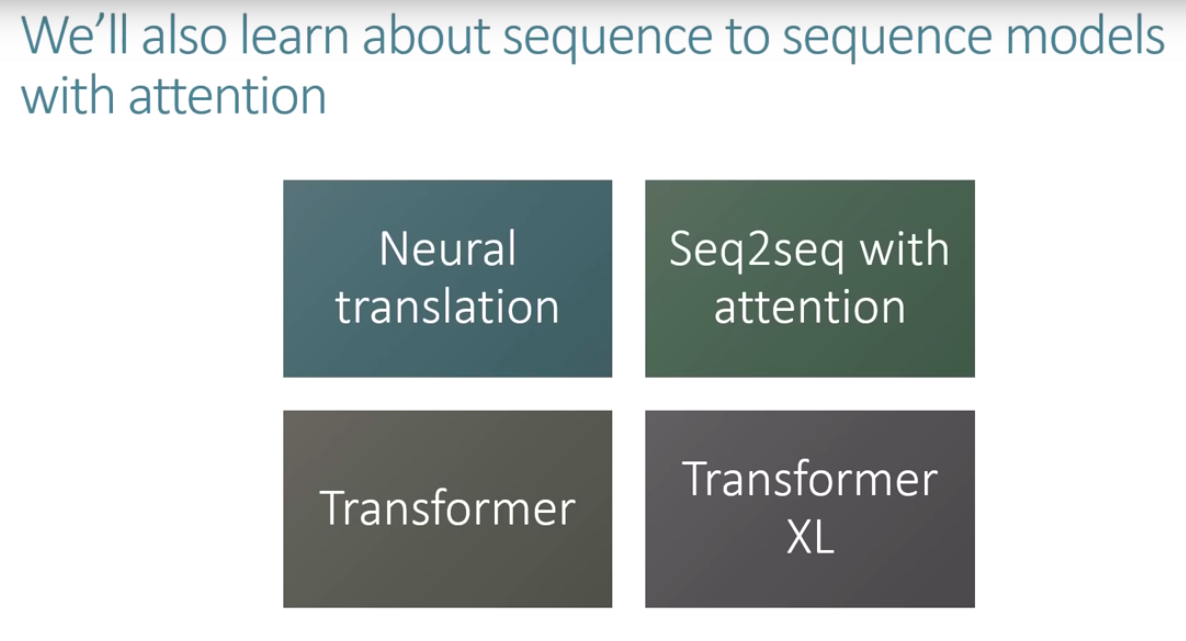 We’ll also learn about sequence to sequence models
with attention
Neural
translation
Seq2seq with
attention
Transformer
Transformer
XL